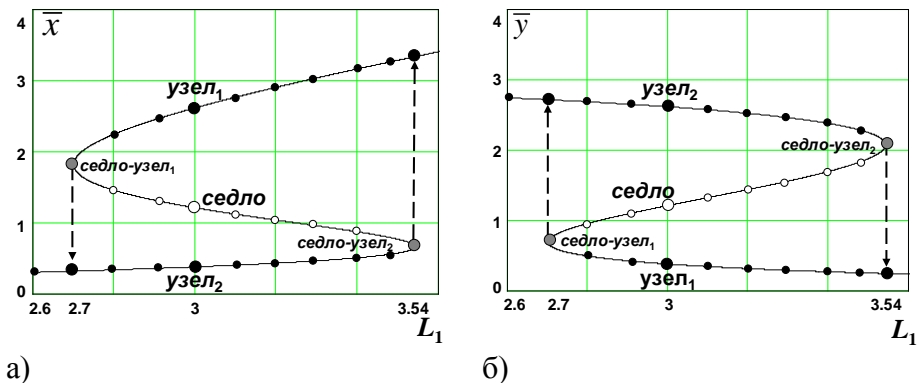 4 x̅
3 узел₁
2 седло-узел₁
седло
1 седло-узел₂
0 узел₂
2.6 2.7 3 3.54
L₁
а)
4 y̅
3 узел₂
2 седло-узел₂
седло
1 седло-узел₁
0 узел₁
2.6 2.7 3 3.54
L₁
б)